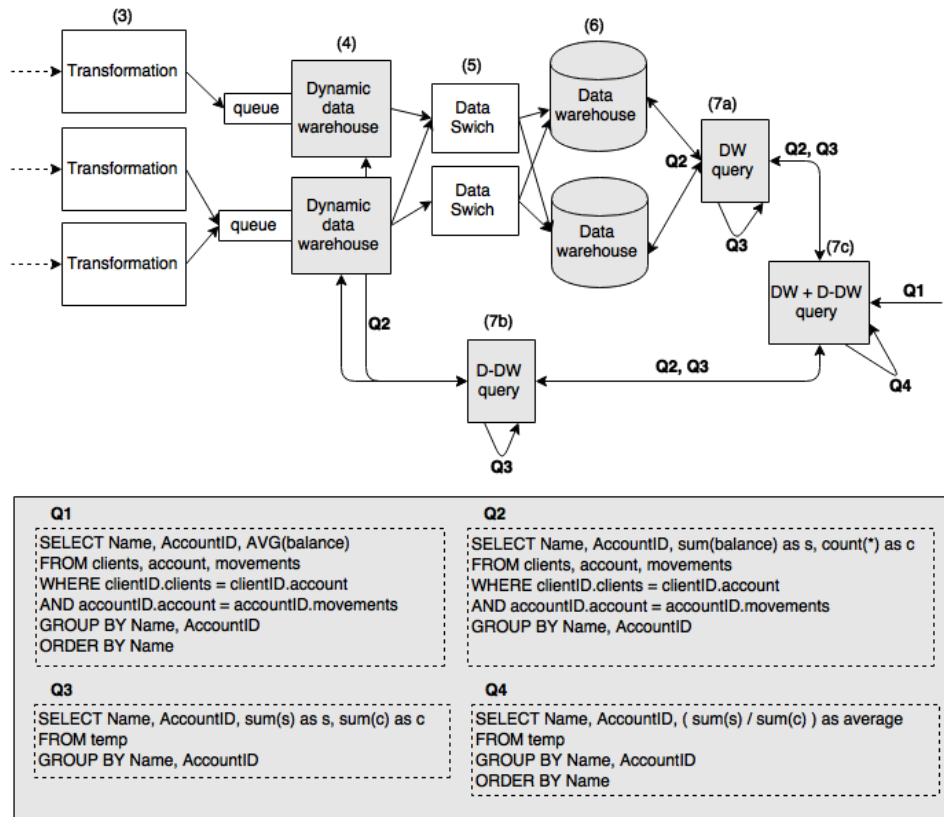 (3)
(4)
(5)
(6)
(7a)
Transformation
queue
Dynamic
data
warehouse
Data
Swich
Data
warehouse
Q2
DW
query
Q2, Q3
Q3
Transformation
queue
Dynamic
data
warehouse
Data
Swich
Data
warehouse
Transformation
(7c)
DW + D-DW
query
Q1
Q4
Q2
(7b)
D-DW
query
Q2, Q3
Q3
Q1
SELECT Name, AccountID, AVG(balance)
FROM clients, account, movements
WHERE clientID.clients = clientID.account
AND accountID.account = accountID.movements
GROUP BY Name, AccountID
ORDER BY Name
Q2
SELECT Name, AccountID, sum(balance) as s, count(*) as c
FROM clients, account, movements
WHERE clientID.clients = clientID.account
AND accountID.account = accountID.movements
GROUP BY Name, AccountID
Q3
SELECT Name, AccountID, sum(s) as s, sum(c) as c
FROM temp
GROUP BY Name, AccountID
Q4
SELECT Name, AccountID, ( sum(s) / sum(c) ) as average
FROM temp
GROUP BY Name, AccountID
ORDER BY Name